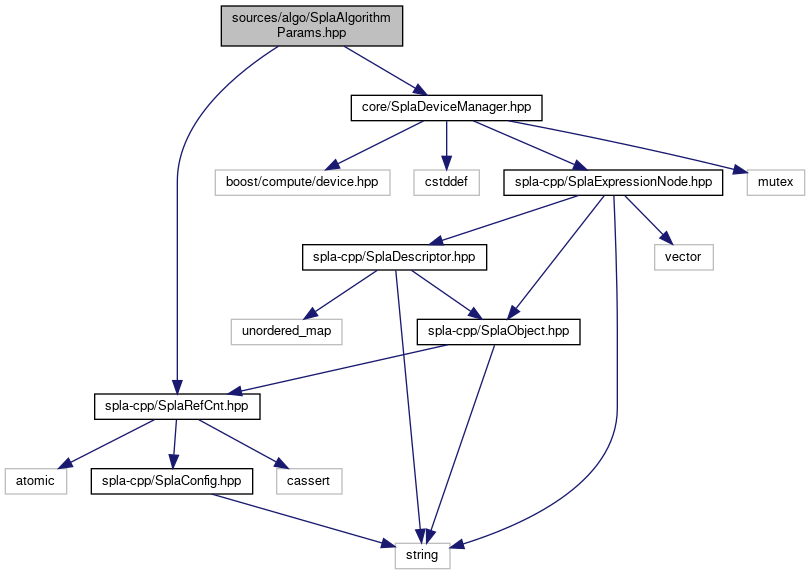 sources/algo/SplaAlgorithm
Params.hpp
core/SplaDeviceManager.hpp
boost/compute/device.hpp
cstddef
spla-cpp/SplaExpressionNode.hpp
mutex
spla-cpp/SplaDescriptor.hpp
vector
unordered_map
spla-cpp/SplaObject.hpp
spla-cpp/SplaRefCnt.hpp
atomic
spla-cpp/SplaConfig.hpp
cassert
string